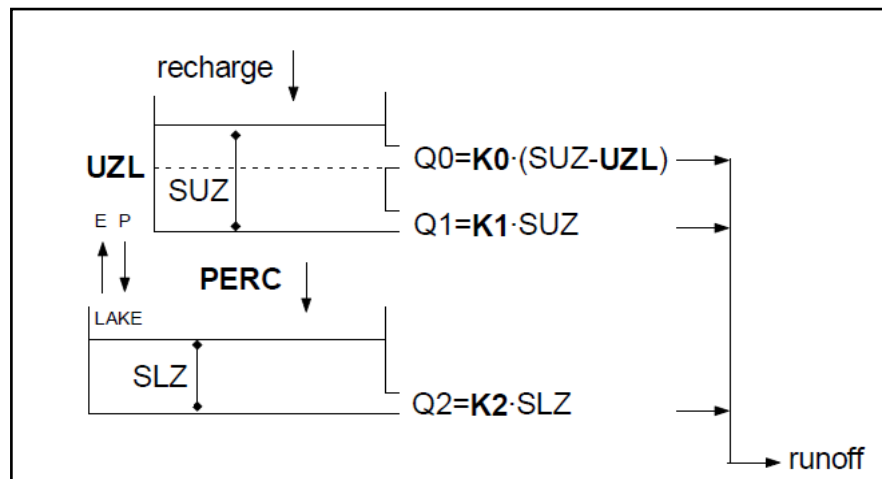 recharge
UZL
SUZ
Q0=K0·(SUZ-UZL)
Q1=K1·SUZ
E P
PERC
LAKE
SLZ
Q2=K2·SLZ
runoff